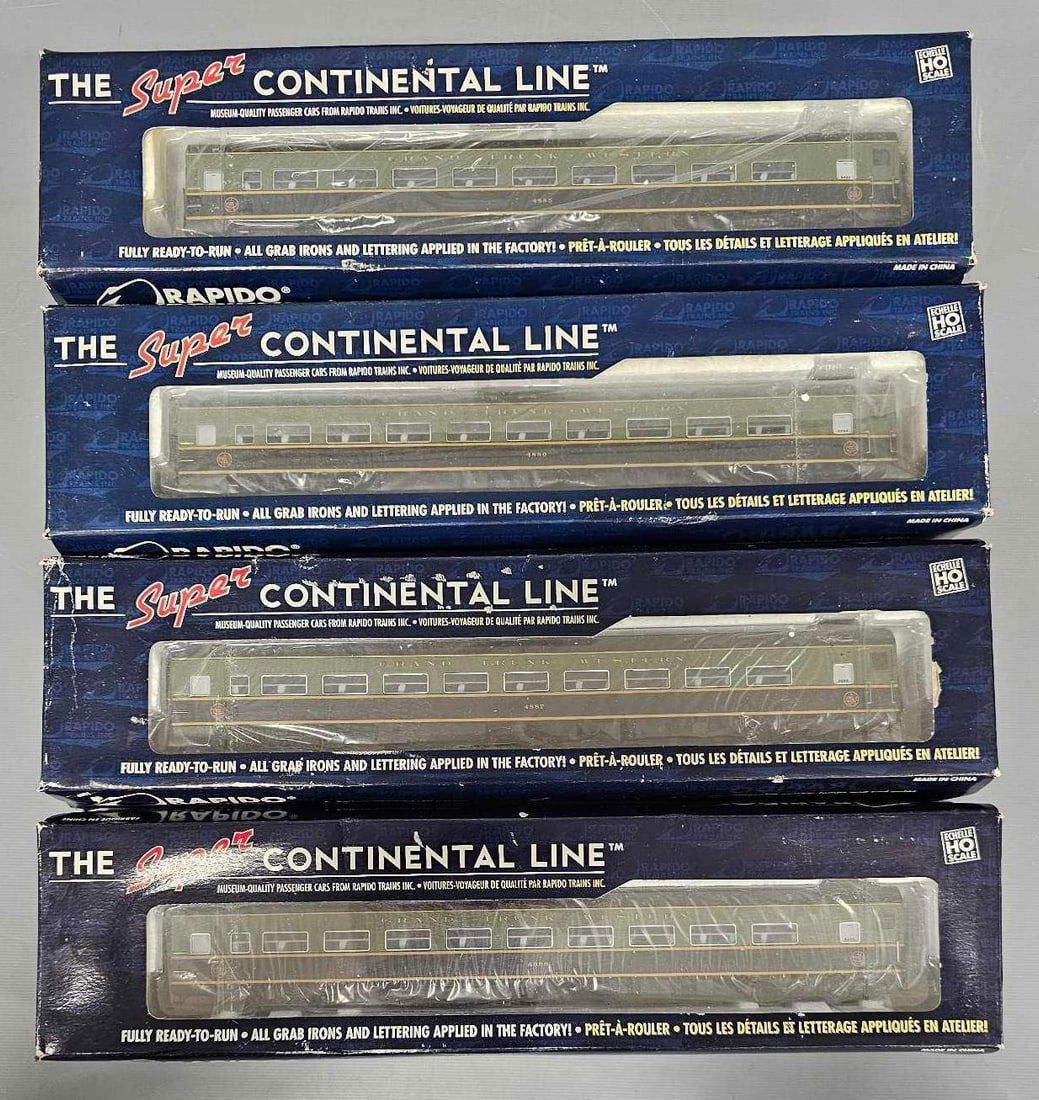 THE Super CONTINENTAL LINE™
ECHELLE HO SCALE
MUSEUM-QUALITY PASSENGER CARS FROM RAPIDO TRAINS INC. • VOITURES-VOYAGEUR DE QUALITÉ PAR RAPIDO TRAINS INC.
GRAND TRUNK WESTERN
FULLY READY-TO-RUN • ALL GRAB IRONS AND LETTERING APPLIED IN THE FACTORY! • PRÊT-À-ROULER • TOUS LES DÉTAILS ET LETTERAGE APPLIQUÉS EN ATELIER!
MADE IN CHINA
RAPIDO®
THE Super CONTINENTAL LINE™
ECHELLE HO SCALE
MUSEUM-QUALITY PASSENGER CARS FROM RAPIDO TRAINS INC. • VOITURES-VOYAGEUR DE QUALITÉ PAR RAPIDO TRAINS INC.
GRAND TRUNK WESTERN
FULLY READY-TO-RUN • ALL GRAB IRONS AND LETTERING APPLIED IN THE FACTORY! • PRÊT-À-ROULER • TOUS LES DÉTAILS ET LETTERAGE APPLIQUÉS EN ATELIER!
MADE IN CHINA
RAPIDO®
THE Super CONTINENTAL LINE™
ECHELLE HO SCALE
MUSEUM-QUALITY PASSENGER CARS FROM RAPIDO TRAINS INC. • VOITURES-VOYAGEUR DE QUALITÉ PAR RAPIDO TRAINS INC.
GRAND TRUNK WESTERN
4887
FULLY READY-TO-RUN • ALL GRAB IRONS AND LETTERING APPLIED IN THE FACTORY! • PRÊT-À-ROULER • TOUS LES DÉTAILS ET LETTERAGE APPLIQUÉS EN ATELIER!
MADE IN CHINA
RAPIDO®
FABRIQUE EN CHINE
RAPIDO
THE Super CONTINENTAL LINE™
ECHELLE HO SCALE
MUSEUM-QUALITY PASSENGER CARS FROM RAPIDO TRAINS INC. • VOITURES-VOYAGEUR DE QUALITÉ PAR RAPIDO TRAINS INC.
GRAND TRUNK WESTERN
FULLY READY-TO-RUN • ALL GRAB IRONS AND LETTERING APPLIED IN THE FACTORY! • PRÊT-À-ROULER • TOUS LES DÉTAILS ET LETTERAGE APPLIQUÉS EN ATELIER!
MADE IN CHINA